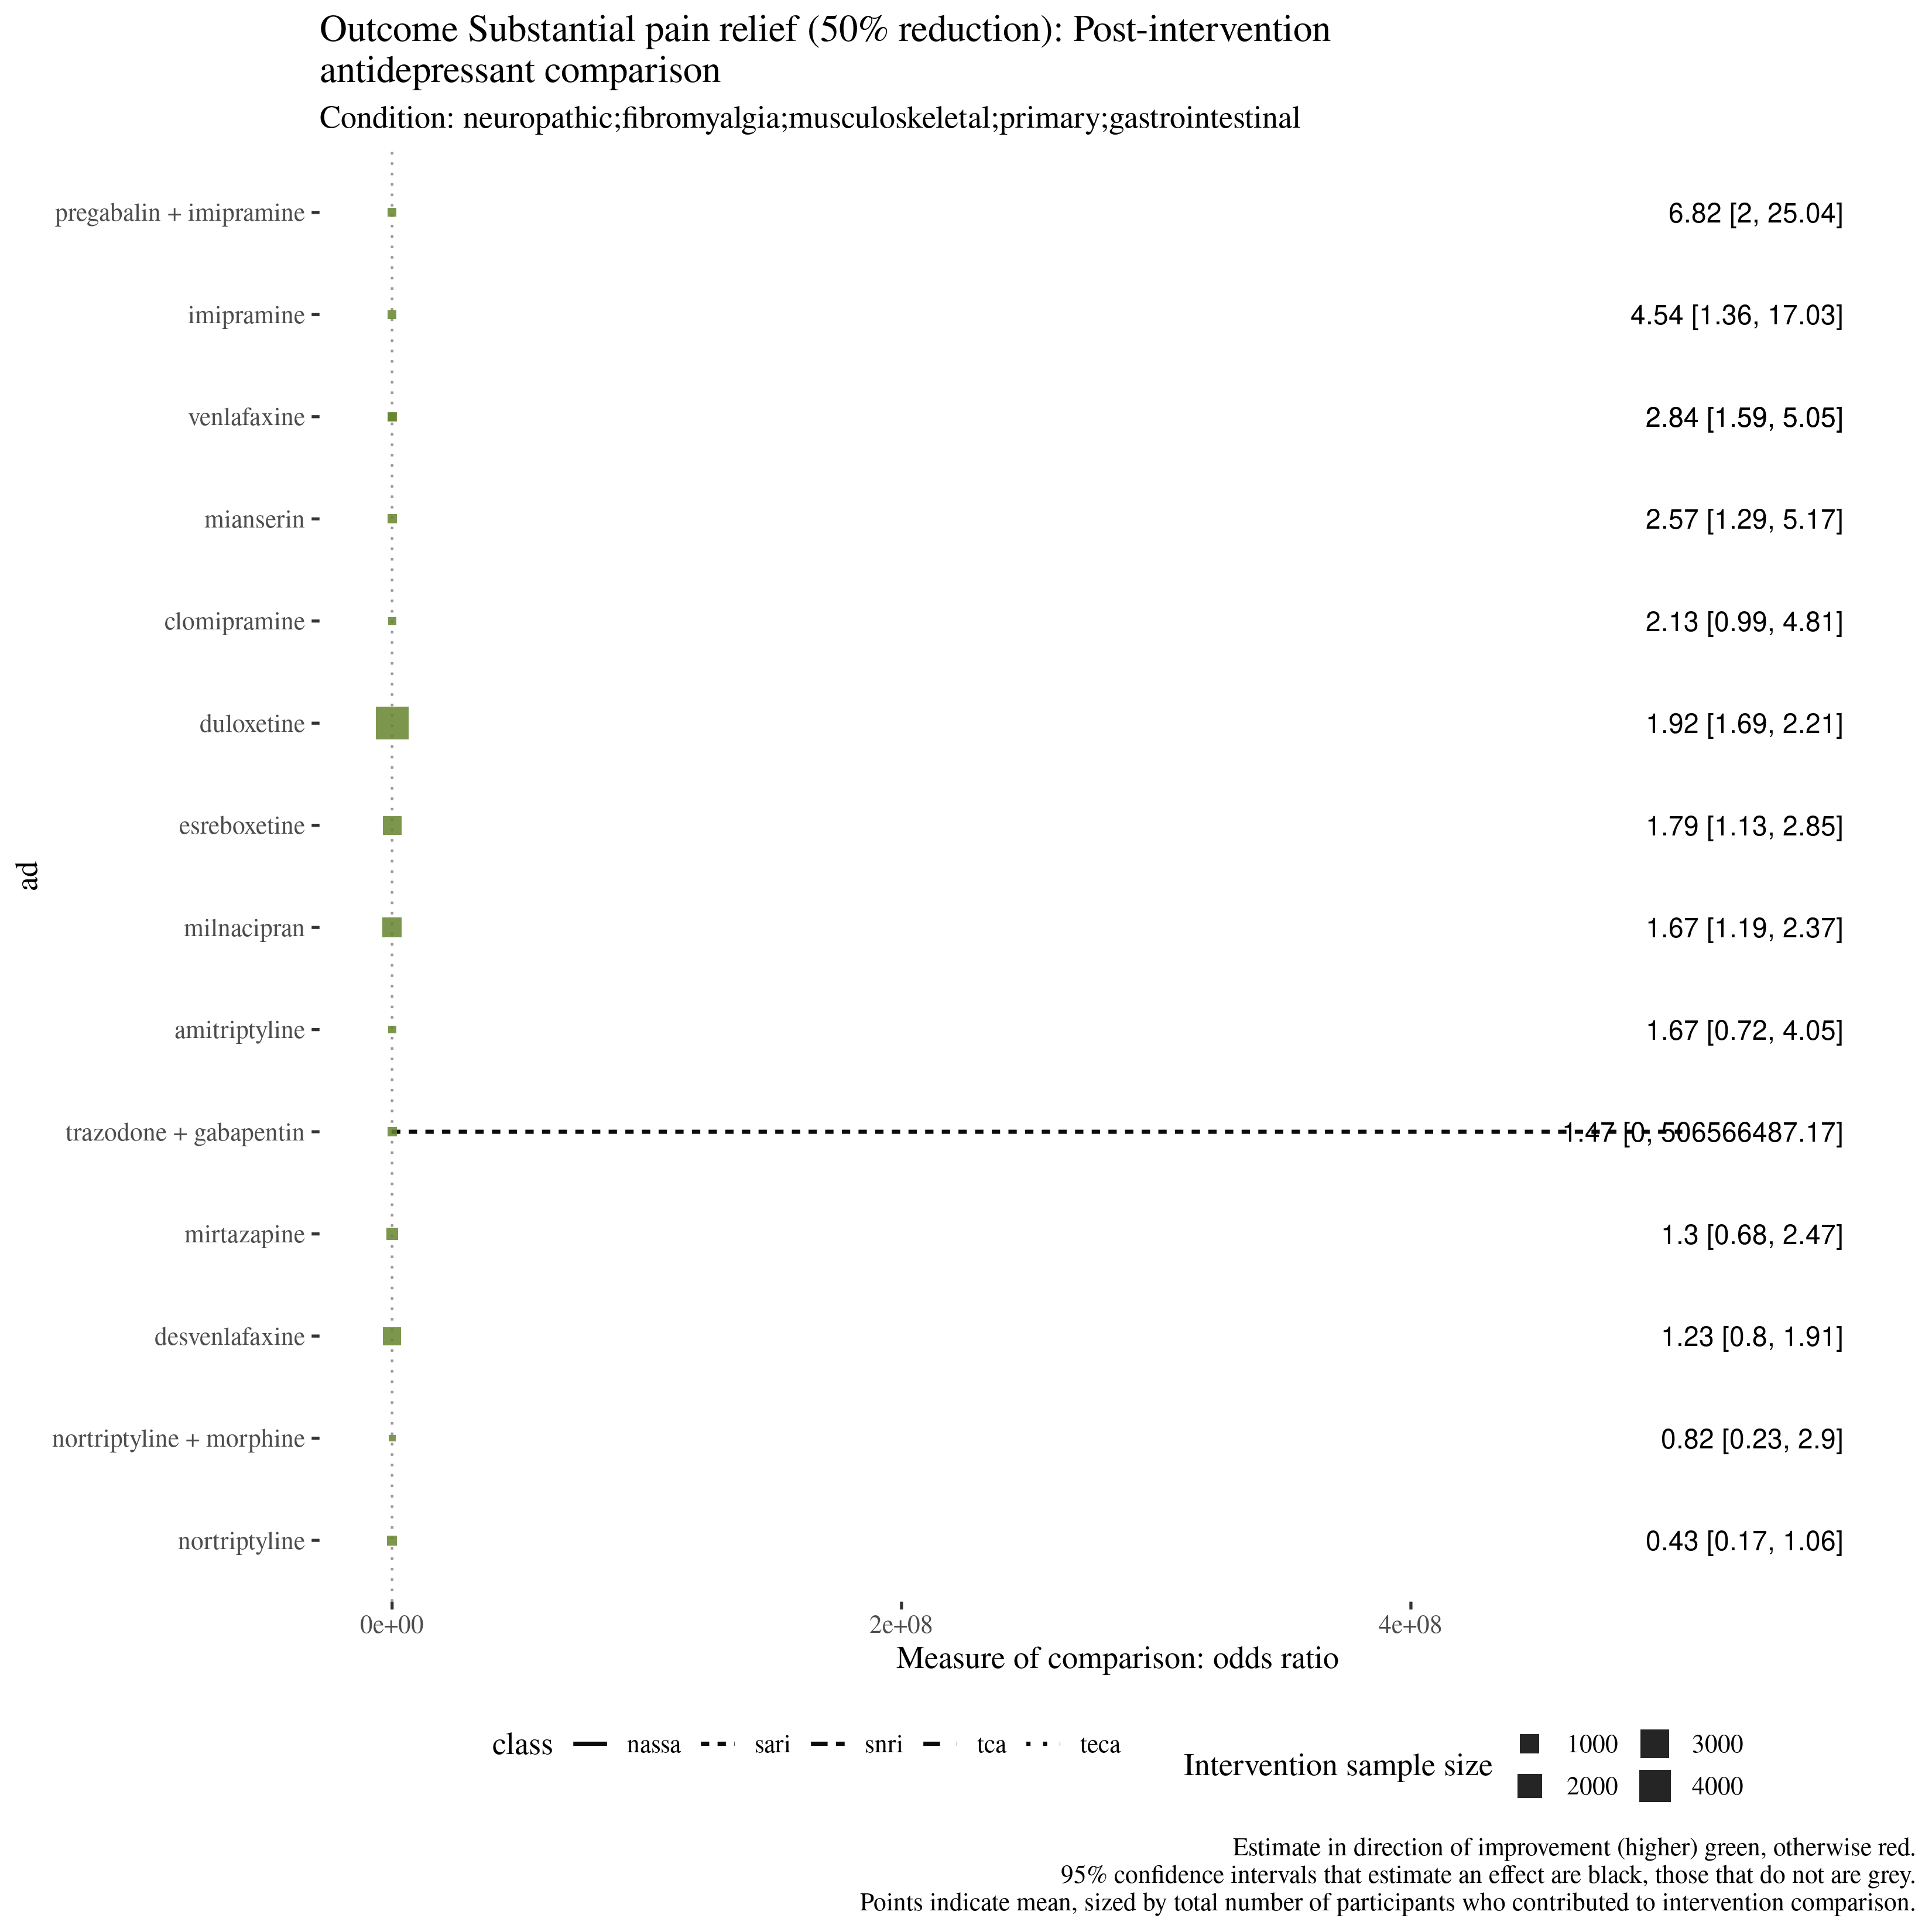 Outcome Substantial pain relief (50% reduction): Post-intervention
antidepressant comparison
Condition: neuropathic;fibromyalgia;musculoskeletal;primary;gastrointestinal
pregabalin + imipramine 6.82 [2, 25.04]
imipramine 4.54 [1.36, 17.03]
venlafaxine 2.84 [1.59, 5.05]
mianserin 2.57 [1.29, 5.17]
clomipramine 2.13 [0.99, 4.81]
duloxetine 1.92 [1.69, 2.21]
esreboxetine 1.79 [1.13, 2.85]
ad
milnacipran 1.67 [1.19, 2.37]
amitriptyline 1.67 [0.72, 4.05]
trazodone + gabapentin 1.47 [0, 506566487.17]
mirtazapine 1.3 [0.68, 2.47]
desvenlafaxine 1.23 [0.8, 1.91]
nortriptyline + morphine 0.82 [0.23, 2.9]
nortriptyline 0.43 [0.17, 1.06]
0e+00 2e+08 4e+08
Measure of comparison: odds ratio
class nassa sari snri tca teca
Intervention sample size 1000 3000
2000 4000
Estimate in direction of improvement (higher) green, otherwise red.
95% confidence intervals that estimate an effect are black, those that do not are grey.
Points indicate mean, sized by total number of participants who contributed to intervention comparison.